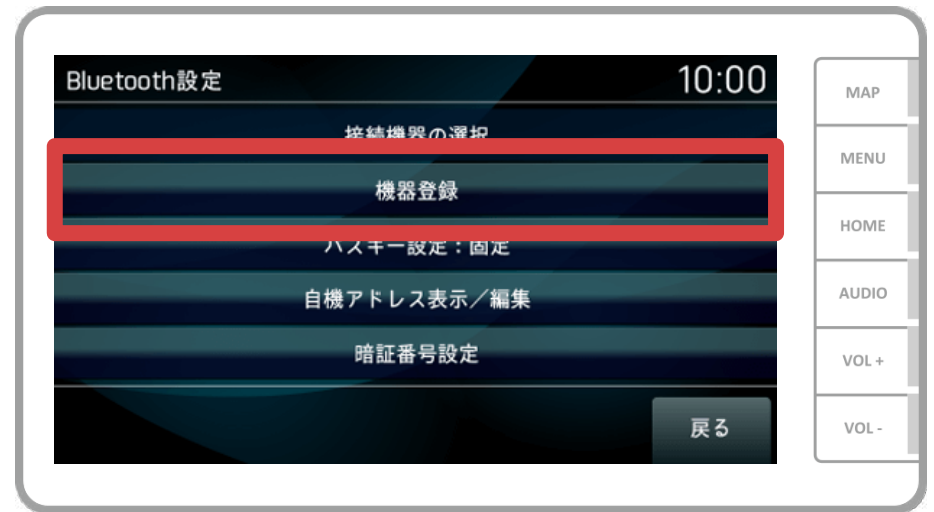 Bluetooth設定
10:00
接続機器の選択
機器登録
パスキー設定：固定
自機アドレス表示／編集
暗証番号設定
戻る
MAP
MENU
HOME
AUDIO
VOL +
VOL -